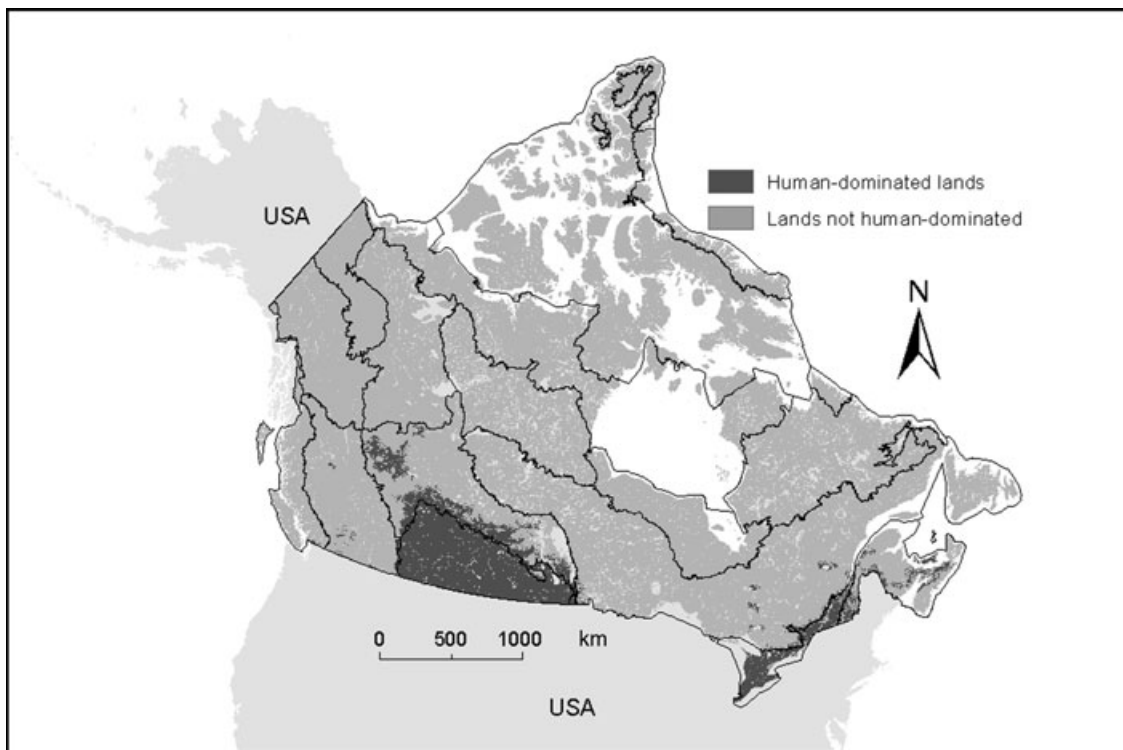 Human-dominated lands
USA
Lands not human-dominated
N
0 500 1000 km
USA